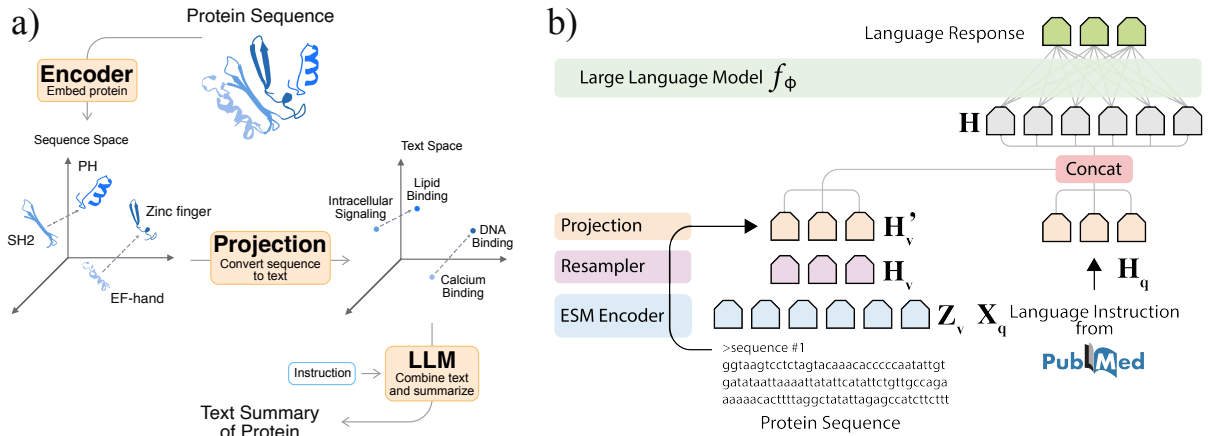 a)
Protein Sequence
Encoder
Embed protein
Sequence Space
PH
SH2
Zinc finger
EF-hand
Projection
Convert sequence
to text
Text Space
Lipid
Binding
Intracellular
Signaling
DNA
Binding
Calcium
Binding
Instruction
LLM
Combine text
and summarize
Text Summary
of Protein
b)
Language Response
Large Language Model fϕ
H
Concat
Projection
H'v
Resampler
Hv
ESM Encoder
Zv Xq
Hq
Language Instruction
from
PubMed
>sequence #1
ggtaagtcctctagtacaaacacccccaatattgt
gatataattaaaattatattcatattctgttgccaga
aaaaacacttttaggctatattagagccatcttcttt
Protein Sequence